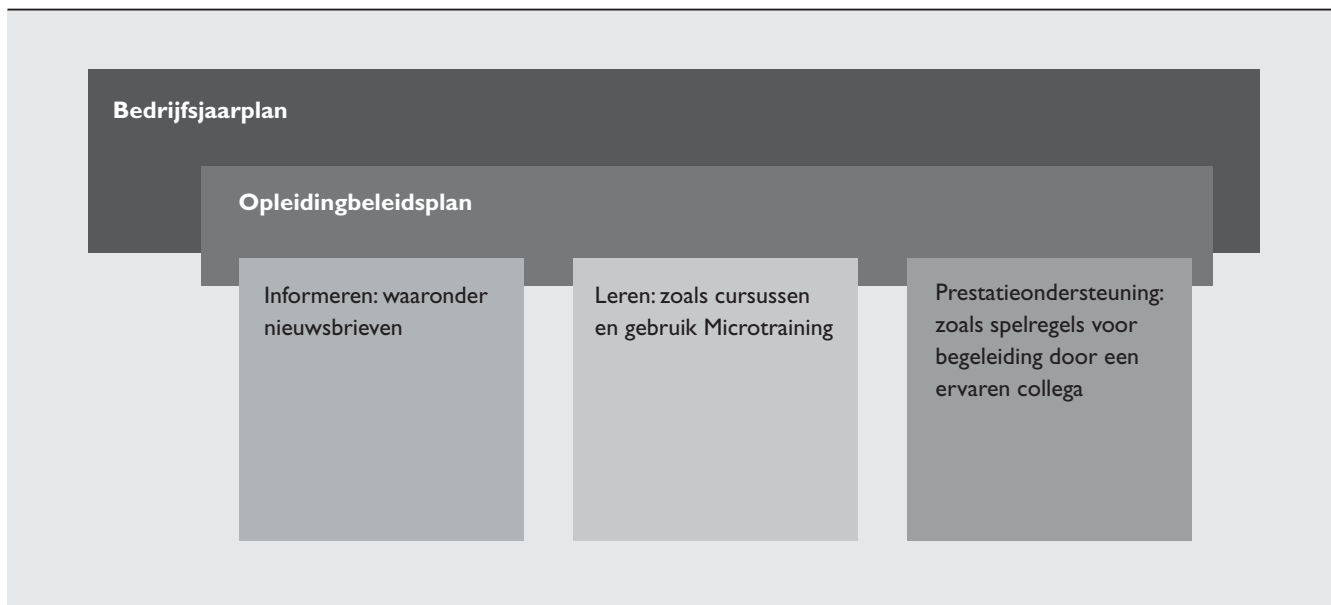 Bedrijfsjaarplan
Opleidingbeleidsplan
Informeren: waaronder
nieuwsbrieven
Leren: zoals cursussen
en gebruik Microtraining
Prestatieondersteuning:
zoals spelregels voor
begeleiding door een
ervaren collega